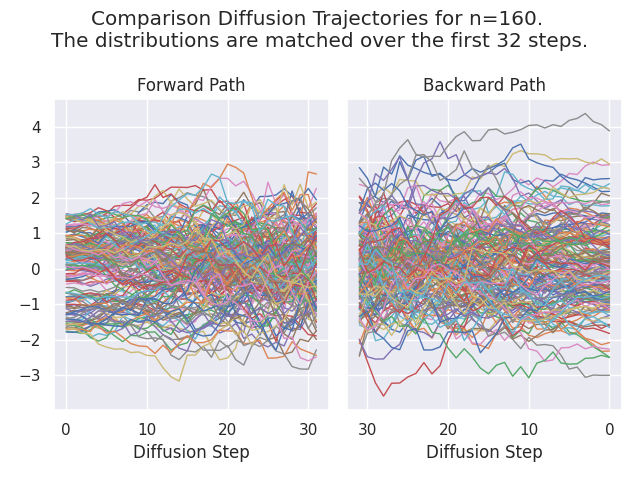 Comparison Diffusion Trajectories for n=160.
The distributions are matched over the first 32 steps.
Forward Path
Backward Path
4
3
2
1
0
−1
−2
−3
0
10
20
30
30
20
10
0
Diffusion Step
Diffusion Step